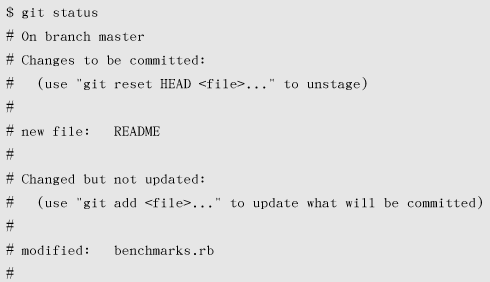 $ git status
# On branch master
# Changes to be committed:
#   (use "git reset HEAD <file>..." to unstage)
#
# new file:   README
#
# Changed but not updated:
#   (use "git add <file>..." to update what will be committed)
#
# modified:   benchmarks.rb
#